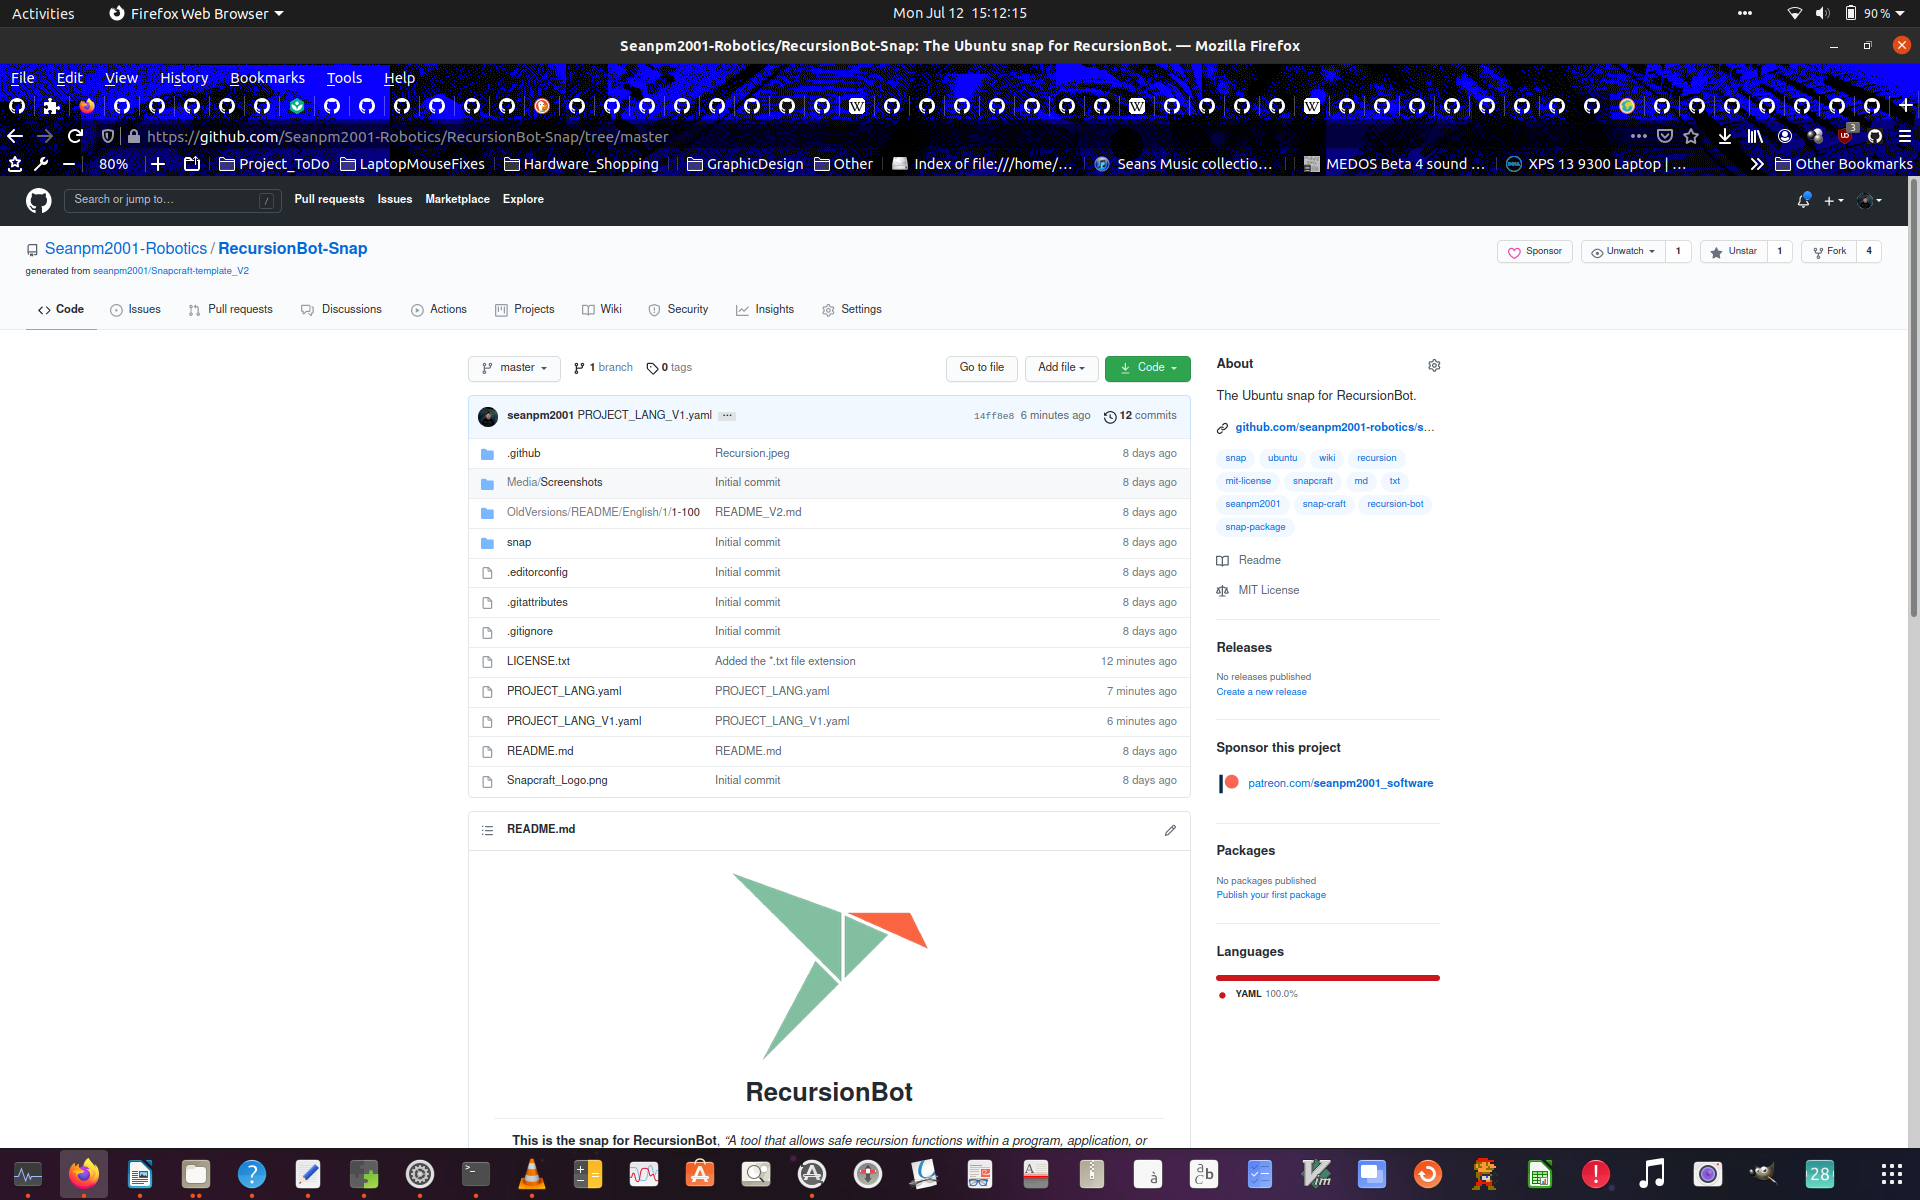 Activities Firefox Web Browser Mon Jul 12 15:12:15 90 %
Seanpm2001-Robotics/RecursionBot-Snap: The Ubuntu snap for RecursionBot. — Mozilla Firefox
File Edit View History Bookmarks Tools Help
https://github.com/Seanpm2001-Robotics/RecursionBot-Snap/tree/master 3
80% Project_ToDo LaptopMouseFixes Hardware_Shopping GraphicDesign Other Index of file:///home/… Seans Music collectio… MEDOS Beta 4 sound … XPS 13 9300 Laptop | … Other Bookmarks
Search or jump to… / Pull requests Issues Marketplace Explore
Seanpm2001-Robotics / RecursionBot-Snap Sponsor Unwatch 1 Unstar 1 Fork 4
generated from seanpm2001/Snapcraft-template_V2
Code Issues Pull requests Discussions Actions Projects Wiki Security Insights Settings
master 1 branch 0 tags Go to file Add file Code
seanpm2001 PROJECT_LANG_V1.yaml … 14ff8e8 6 minutes ago 12 commits
.github Recursion.jpeg 8 days ago
Media/Screenshots Initial commit 8 days ago
OldVersions/README/English/1/1-100 README_V2.md 8 days ago
snap Initial commit 8 days ago
.editorconfig Initial commit 8 days ago
.gitattributes Initial commit 8 days ago
.gitignore Initial commit 8 days ago
LICENSE.txt Added the *.txt file extension 12 minutes ago
PROJECT_LANG.yaml PROJECT_LANG.yaml 7 minutes ago
PROJECT_LANG_V1.yaml PROJECT_LANG_V1.yaml 6 minutes ago
README.md README.md 8 days ago
Snapcraft_Logo.png Initial commit 8 days ago
README.md
RecursionBot
This is the snap for RecursionBot, “A tool that allows safe recursion functions within a program, application, or
About
The Ubuntu snap for RecursionBot.
github.com/seanpm2001-robotics/s…
snap ubuntu wiki recursion
mit-license snapcraft md txt
seanpm2001 snap-craft recursion-bot
snap-package
Readme
MIT License
Releases
No releases published
Create a new release
Sponsor this project
patreon.com/seanpm2001_software
Packages
No packages published
Publish your first package
Languages
YAML 100.0%
28